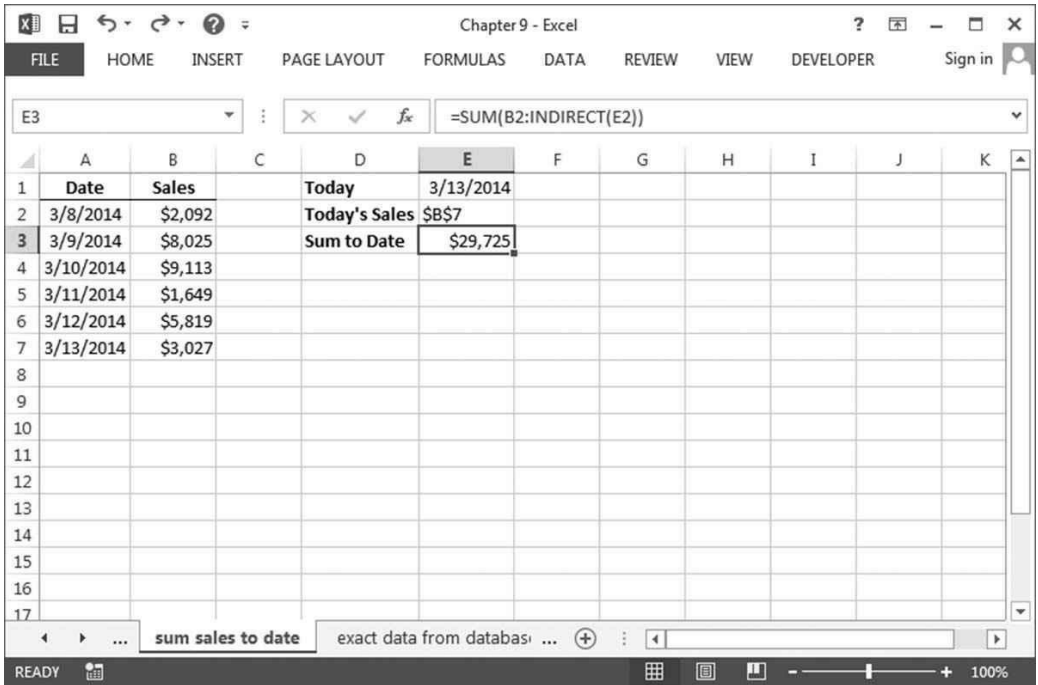 Chapter 9 - Excel
FILE HOME INSERT PAGE LAYOUT FORMULAS DATA REVIEW VIEW DEVELOPER Sign in
E3 fx =SUM(B2:INDIRECT(E2))
A B C D E F G H I J K
1 Date Sales Today 3/13/2014
2 3/8/2014 $2,092 Today's Sales $B$7
3 3/9/2014 $8,025 Sum to Date $29,725
4 3/10/2014 $9,113
5 3/11/2014 $1,649
6 3/12/2014 $5,819
7 3/13/2014 $3,027
8
9
10
11
12
13
14
15
16
17
... sum sales to date exact data from databas ...
READY 100%